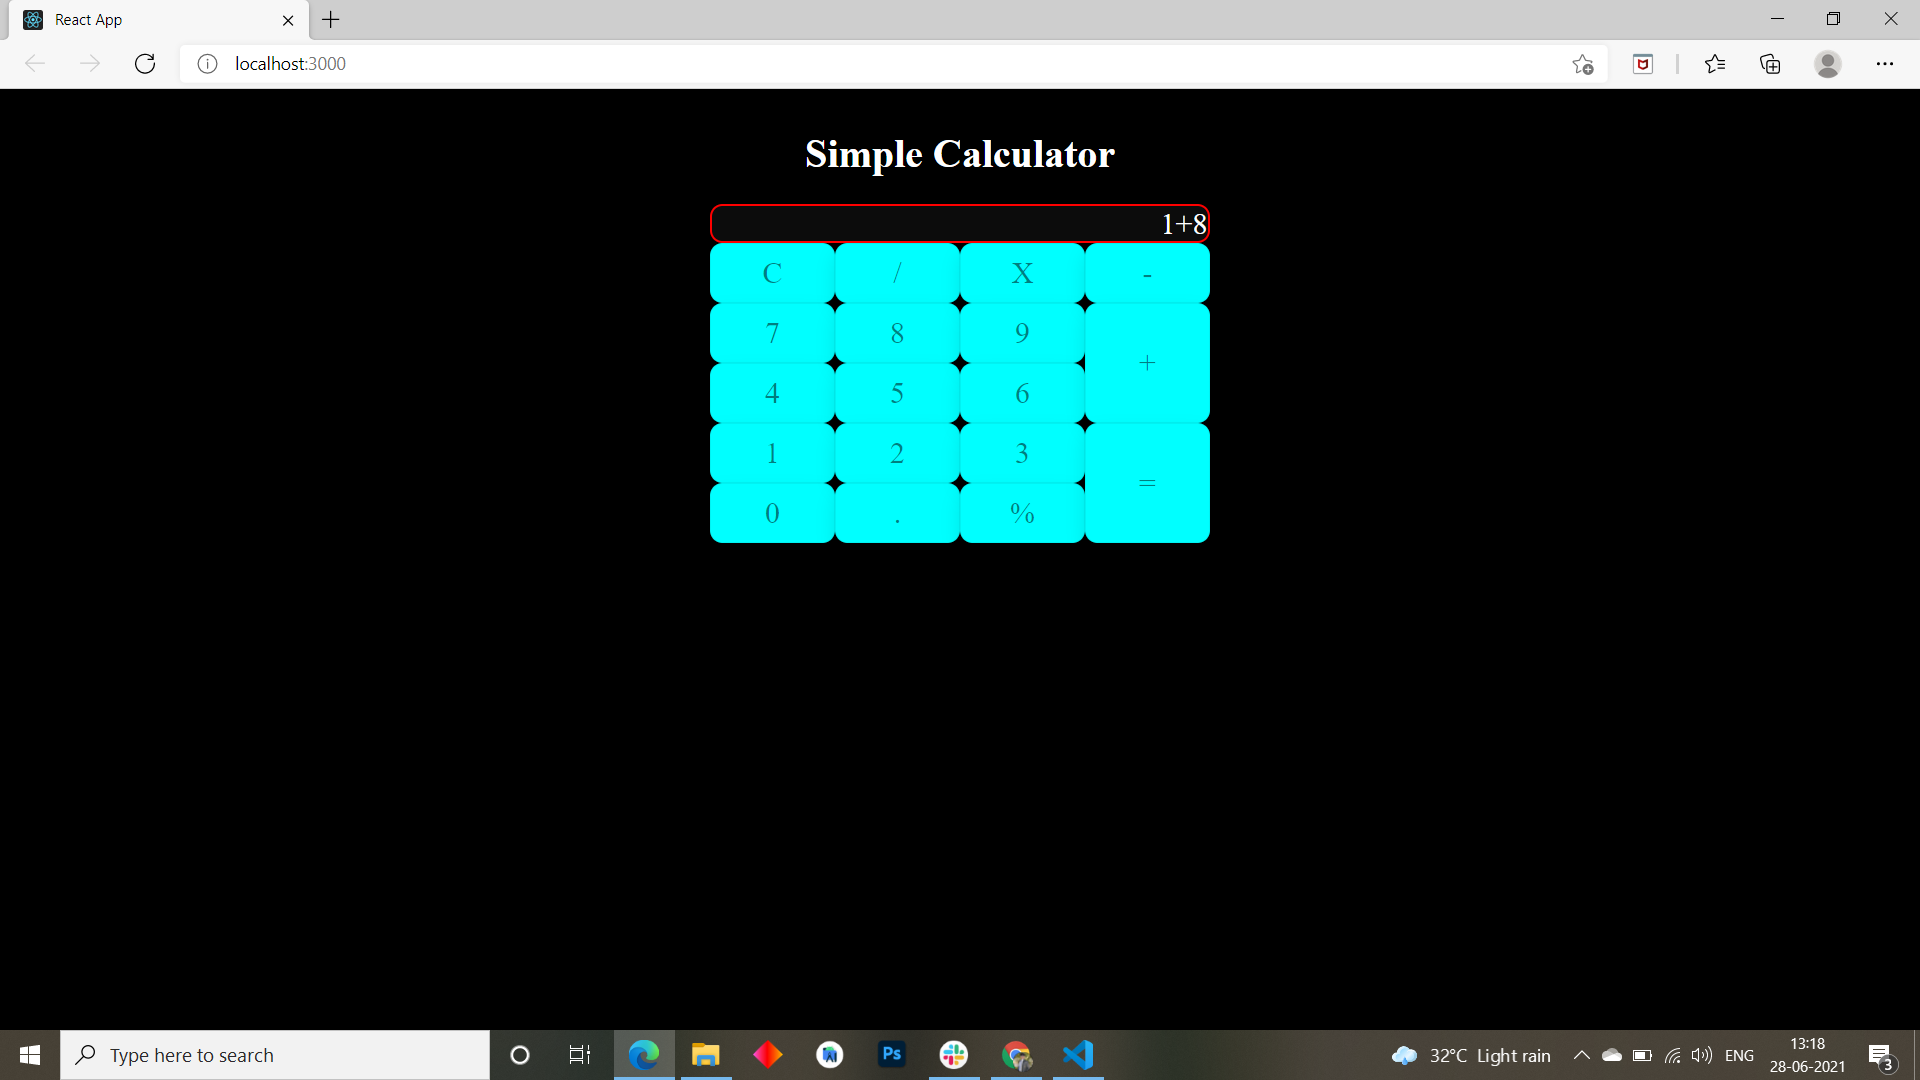 React App
localhost:3000
Simple Calculator
1+8
C / X -
7 8 9
+
4 5 6
1 2 3
=
0 . %
Type here to search
Ps
32°C Light rain
ENG
13:18
28-06-2021
3